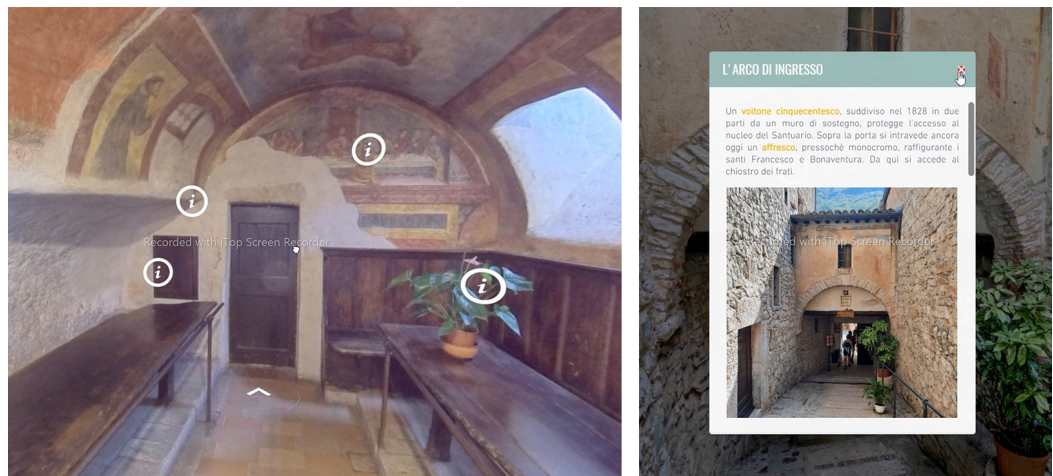 i
i
Recorded with iTop Screen Recorder
i
i
L'ARCO DI INGRESSO
Un voltone cinquecentesco, suddiviso nel 1828 in due
parti da un muro di sostegno, protegge l'accesso al
nucleo del Santuario. Sopra la porta si intravede ancora
oggi un affresco, pressochè monocromo, raffigurante i
santi Francesco e Bonaventura. Da qui si accede al
chiostro dei frati.
Recorded with iTop Screen Recorder